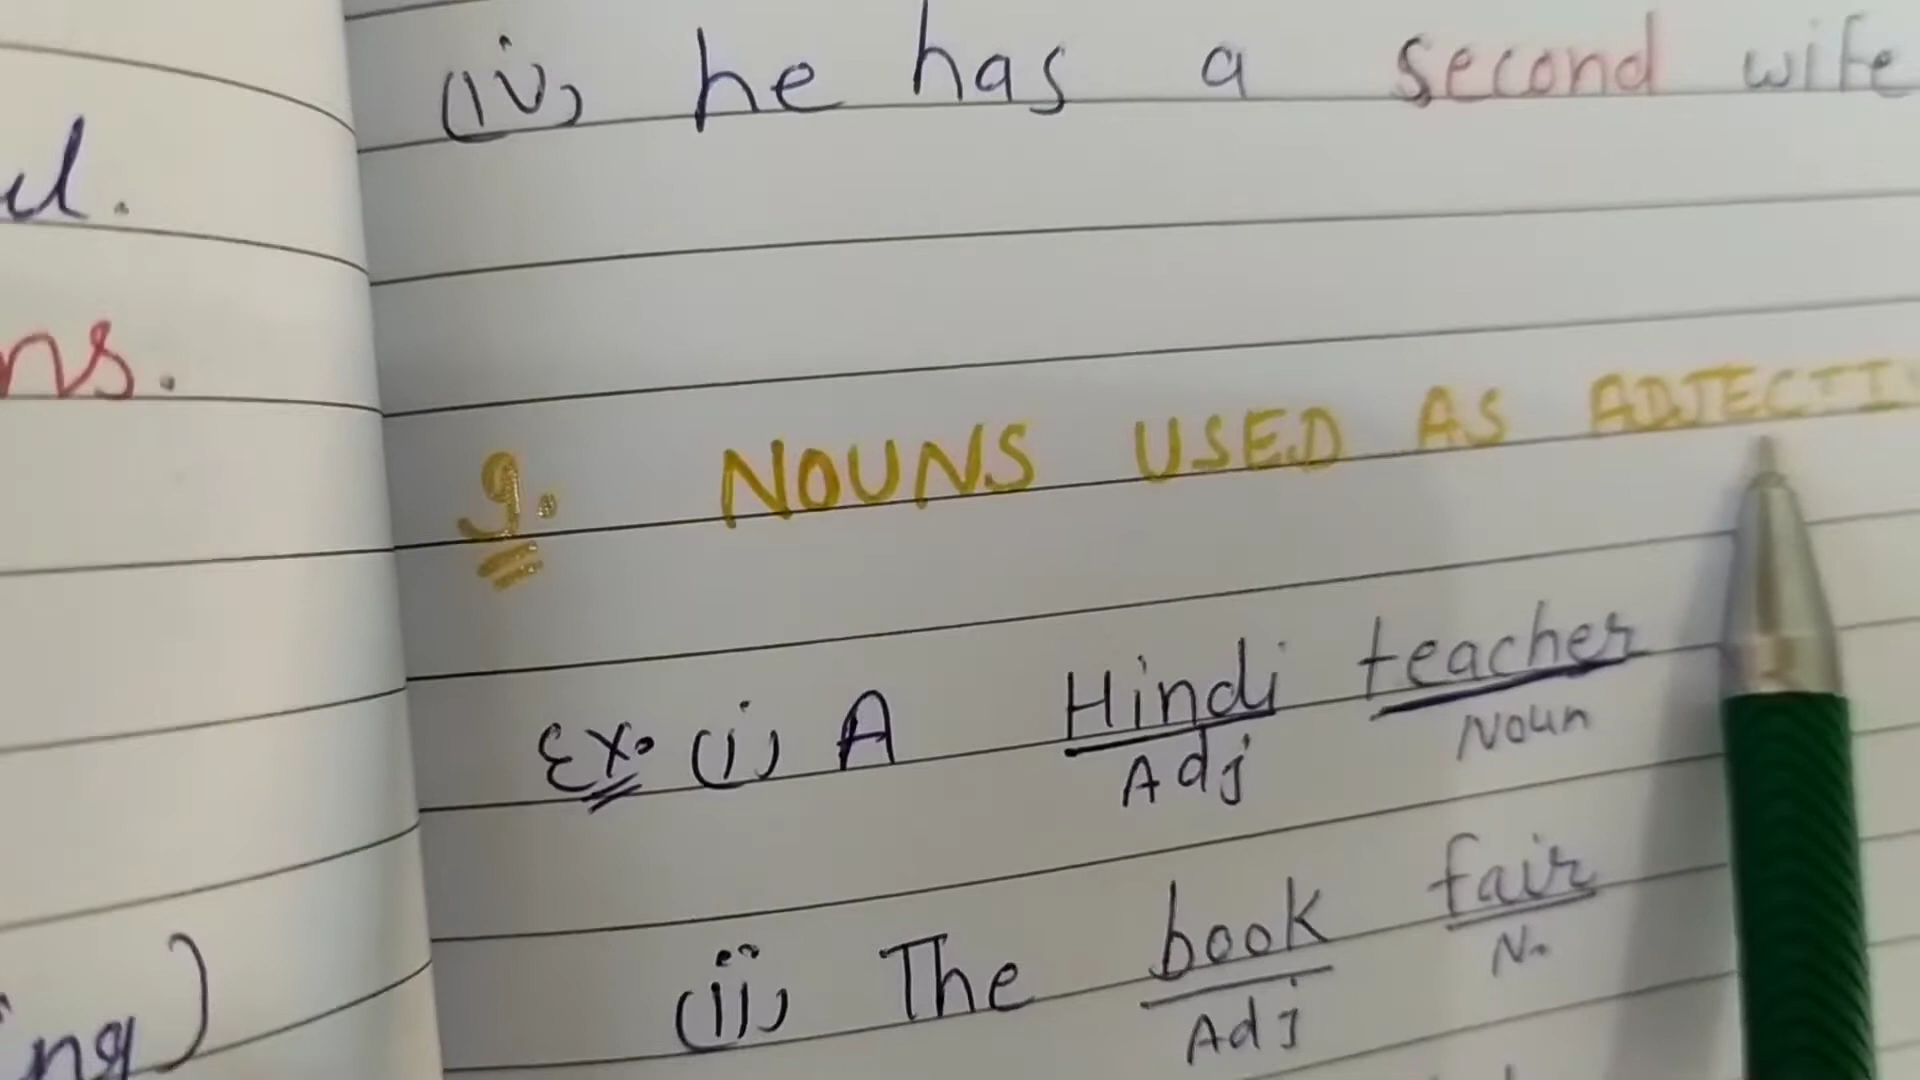 (iv) he has a second wife
9. NOUNS USED AS ADJECTI
Ex. (i) A Hindi teacher
Adj Noun
(ii) The book fair
Adj N.